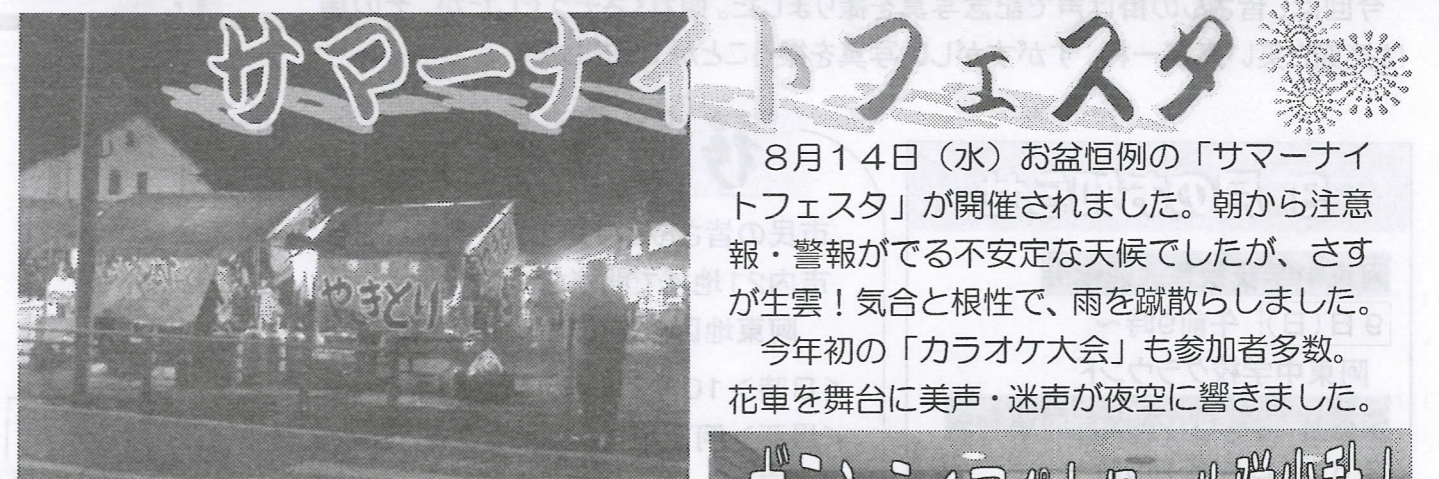 サマーナイトフェスタ
やきとり
　８月１４日（水）お盆恒例の「サマーナイ
トフェスタ」が開催されました。朝から注意
報・警報がでる不安定な天候でしたが、さす
が生雲！気合と根性で、雨を蹴散らしました。
　今年初の「カラオケ大会」も参加者多数。
花車を舞台に美声・迷声が夜空に響きました。